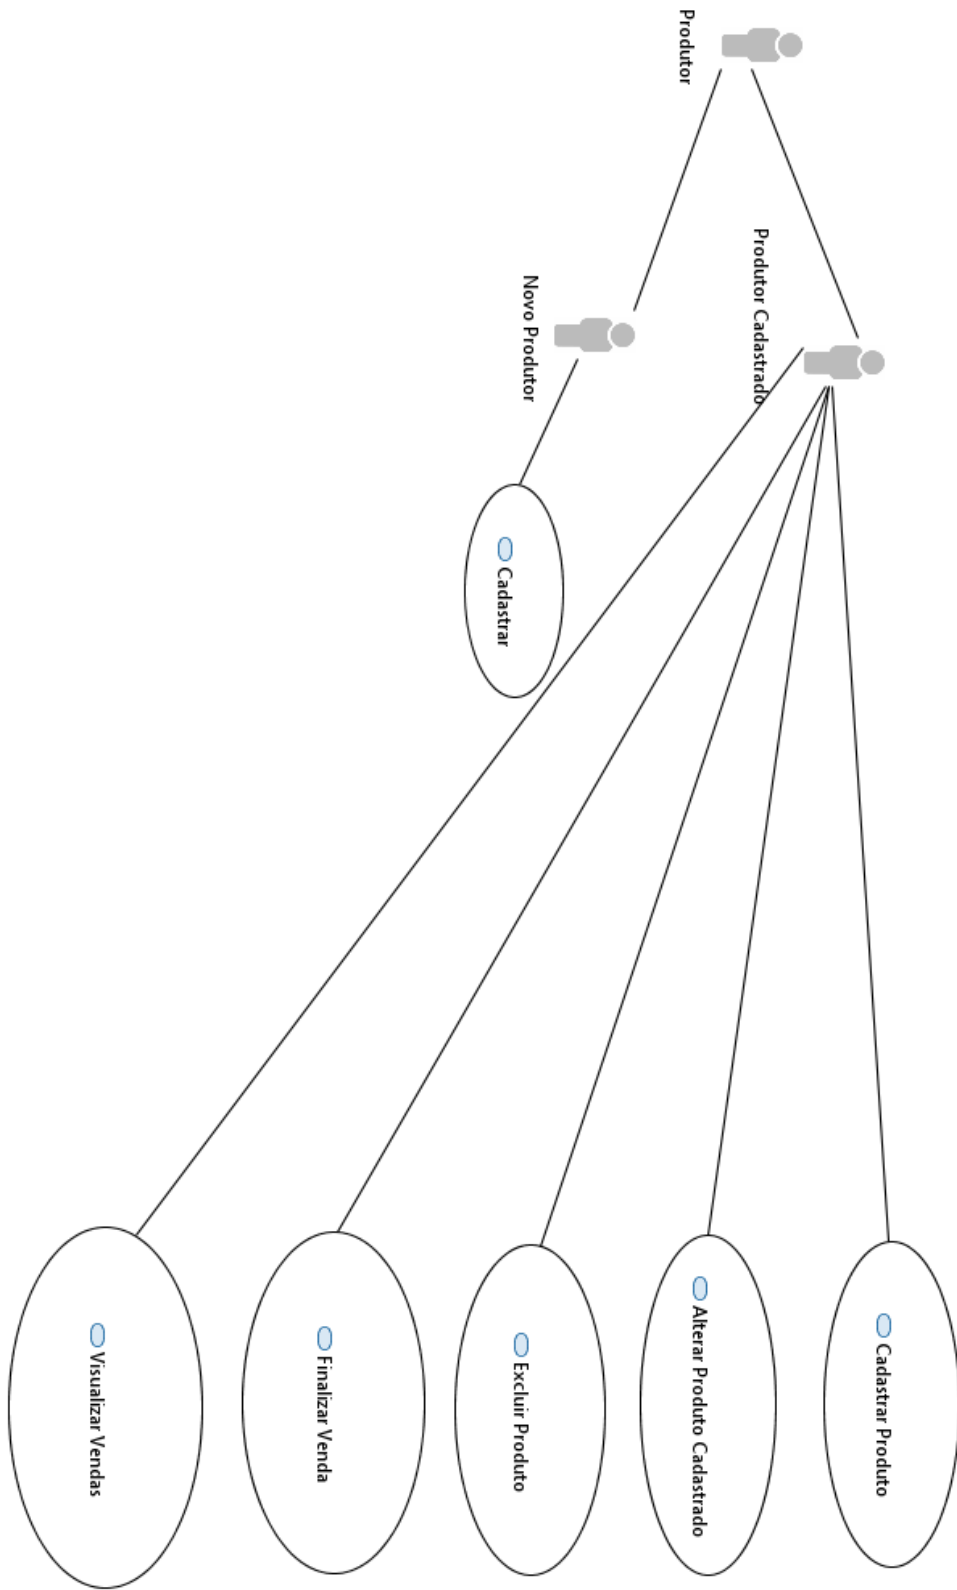 Produtor
Produtor Cadastrado
Novo Produtor
Cadastrar
Cadastrar Produto
Alterar Produto Cadastrado
Excluir Produto
Finalizar Venda
Visualizar Vendas